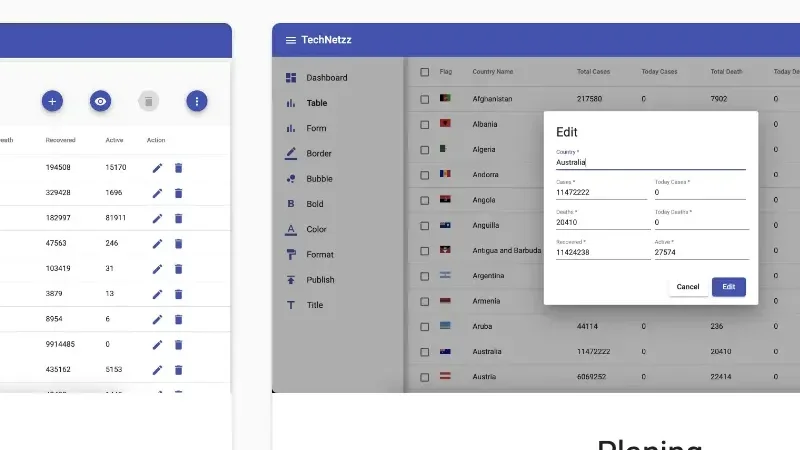 eath Recovered Active Action
194508 15170
329428 1696
182997 81911
47563 246
103419 31
3879 13
8954 6
9914485 0
435162 5153
TechNetzz
Dashboard
Table
Form
Border
Bubble
Bold
Color
Format
Publish
Title
Flag Country Name Total Cases Today Cases Total Death Today De
Afghanistan 217580 0 7902 0
Albania 0
Algeria 0
Andorra 0
Angola 0
Anguilla 0
Antigua and Barbuda 0
Argentina 0
Armenia 0
Aruba 44114 0 236 0
Australia 11472222 0 20410 0
Austria 6069252 0 22414 0
Edit
Country *
Australia
Cases * Today Cases *
11472222 0
Deaths * Today Deaths *
20410 0
Recovered * Active *
11424238 27574
Cancel Edit
Planing